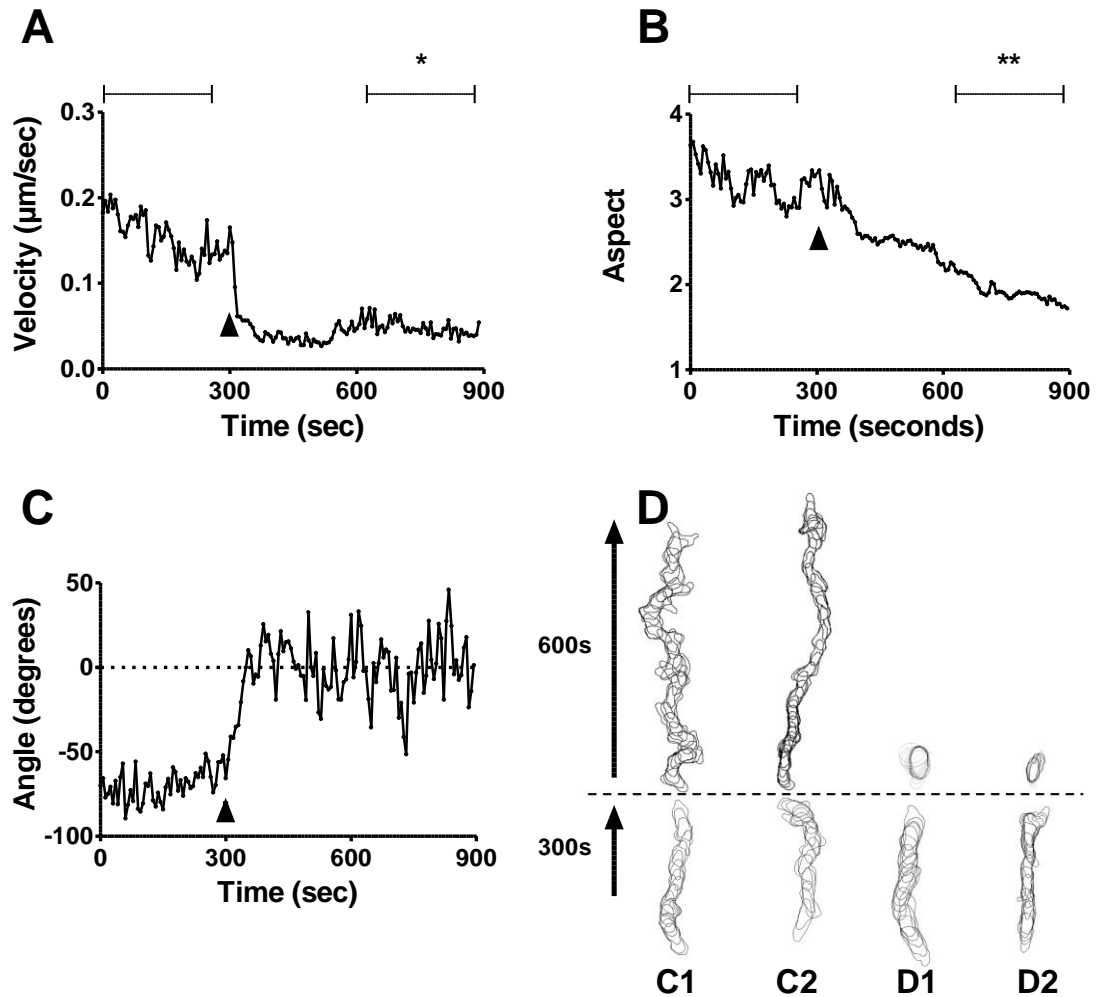 A
*
Velocity (µm/sec)
0.3
0.2
0.1
0.0
0 300 600 900
Time (sec)
B
**
Aspect
4
3
2
1
0 300 600 900
Time (seconds)
C
Angle (degrees)
50
0
-50
-100
0 300 600 900
Time (sec)
D
600s
300s
C1 C2 D1 D2